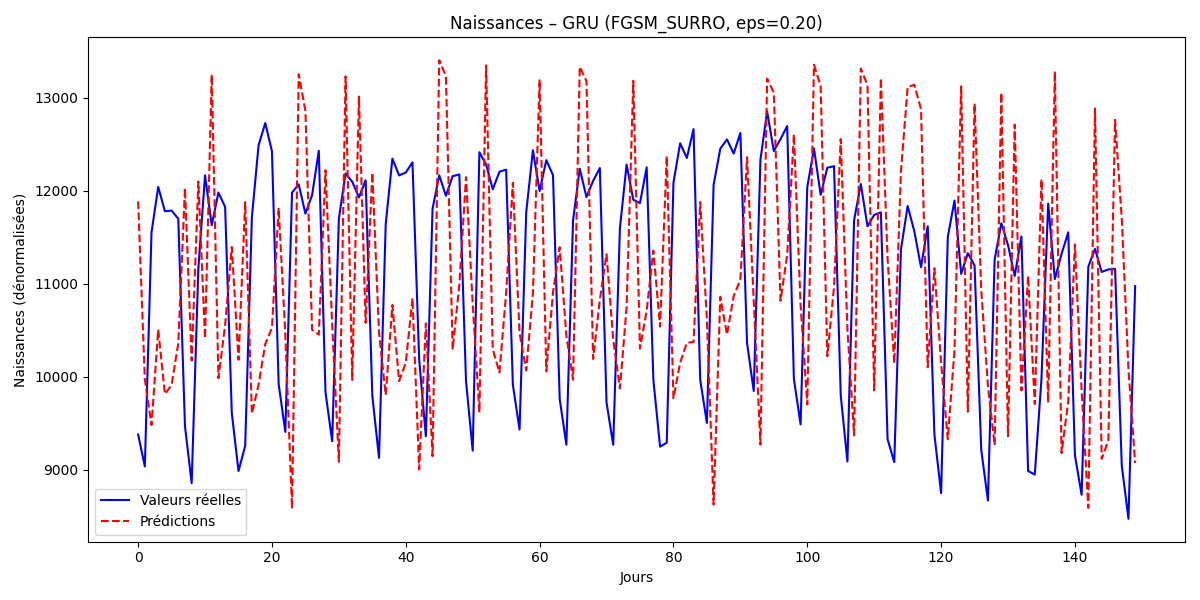 Naissances – GRU (FGSM_SURRO, eps=0.20)
Naissances (dénormalisées)
13000
12000
11000
10000
9000
Valeurs réelles
Prédictions
0 20 40 60 80 100 120 140
Jours